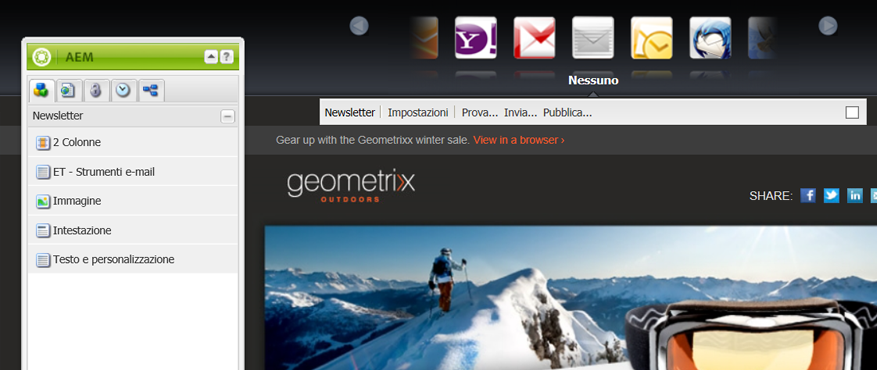 Nessuno
AEM
?
Newsletter
2 Colonne
ET - Strumenti e-mail
Immagine
Intestazione
Testo e personalizzazione
Newsletter Impostazioni Prova... Invia... Pubblica...
Gear up with the Geometrixx winter sale. View in a browser ›
geometrixx
OUTDOORS
SHARE: f in